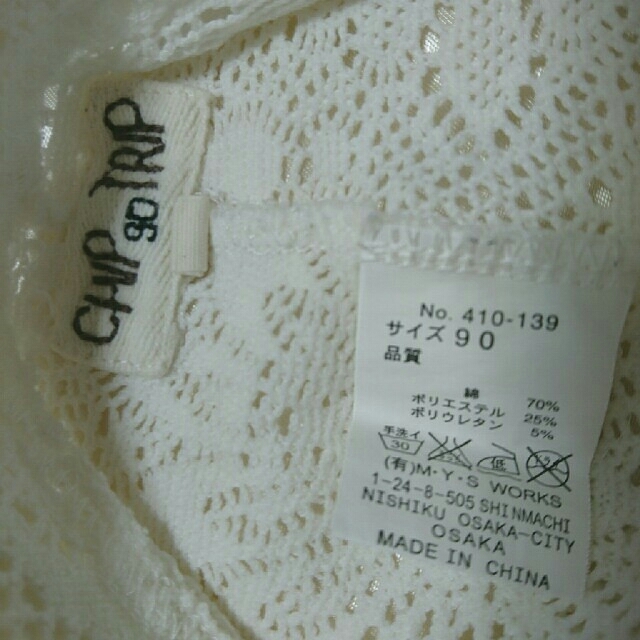 CHIP TRIP
90
No. 410-139
サイズ 90
品質
綿 70%
ポリエステル 25%
ポリウレタン 5%
手洗イ
30 低
(有)M・Y・S WORKS
1-24-8-505 SHINMACHI
NISHIKU OSAKA-CITY
OSAKA
MADE IN CHINA